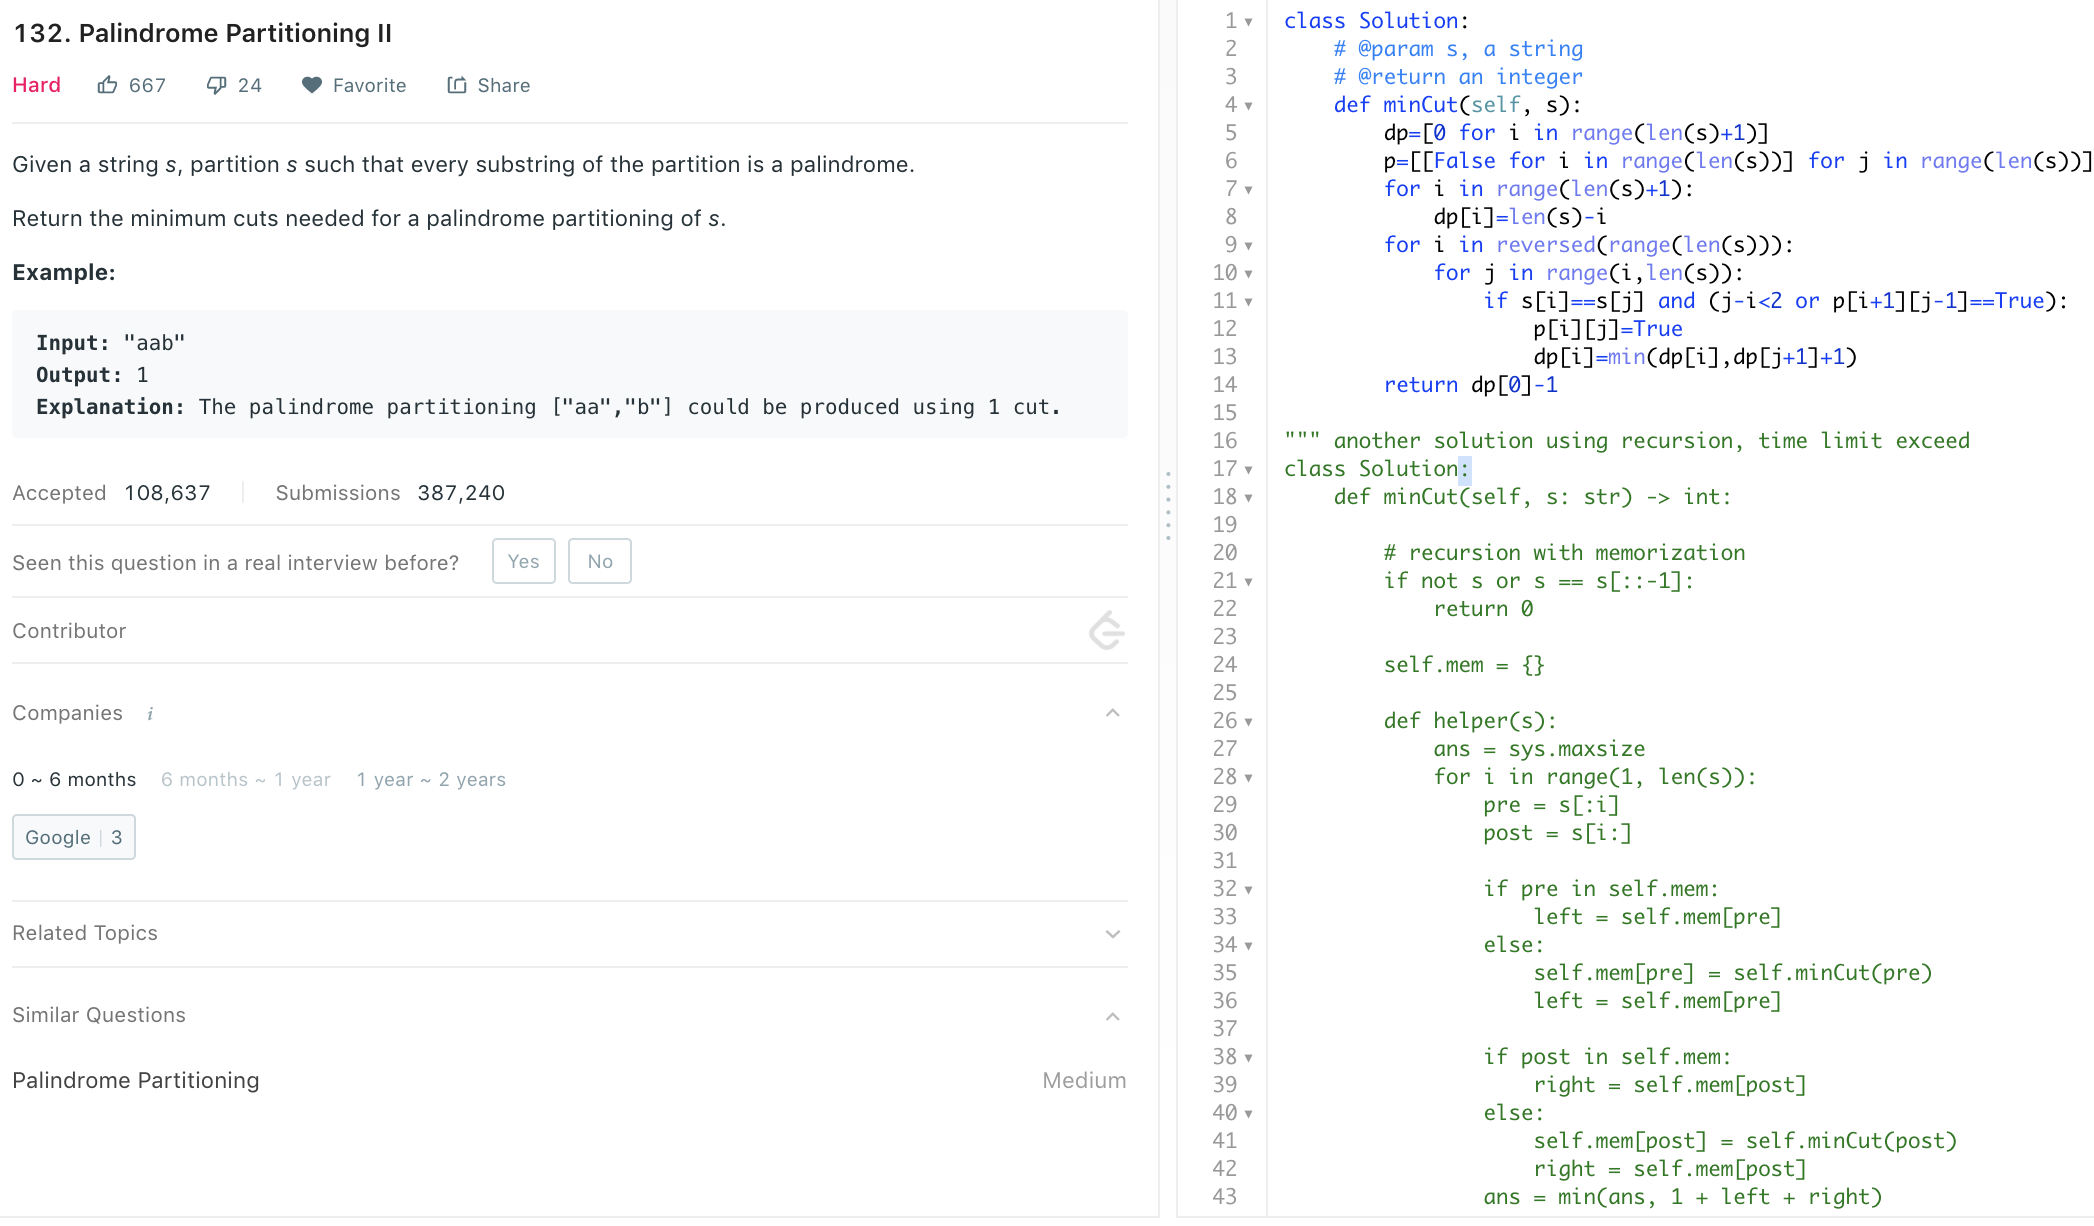 132. Palindrome Partitioning II
Hard 667 24 Favorite Share
Given a string s, partition s such that every substring of the partition is a palindrome.
Return the minimum cuts needed for a palindrome partitioning of s.
Example:
Input: "aab"
Output: 1
Explanation: The palindrome partitioning ["aa","b"] could be produced using 1 cut.
Accepted 108,637 Submissions 387,240
Seen this question in a real interview before? Yes No
Contributor
Companies i
0 ~ 6 months 6 months ~ 1 year 1 year ~ 2 years
Google 3
Related Topics
Similar Questions
Palindrome Partitioning Medium
1 class Solution:
2     # @param s, a string
3     # @return an integer
4     def minCut(self, s):
5         dp=[0 for i in range(len(s)+1)]
6         p=[[False for i in range(len(s))] for j in range(len(s))]
7         for i in range(len(s)+1):
8             dp[i]=len(s)-i
9         for i in reversed(range(len(s))):
10             for j in range(i,len(s)):
11                 if s[i]==s[j] and (j-i<2 or p[i+1][j-1]==True):
12                     p[i][j]=True
13                     dp[i]=min(dp[i],dp[j+1]+1)
14         return dp[0]-1
15
16 """ another solution using recursion, time limit exceed
17 class Solution:
18     def minCut(self, s: str) -> int:
19
20         # recursion with memorization
21         if not s or s == s[::-1]:
22             return 0
23
24         self.mem = {}
25
26         def helper(s):
27             ans = sys.maxsize
28             for i in range(1, len(s)):
29                 pre = s[:i]
30                 post = s[i:]
31
32                 if pre in self.mem:
33                     left = self.mem[pre]
34                 else:
35                     self.mem[pre] = self.minCut(pre)
36                     left = self.mem[pre]
37
38                 if post in self.mem:
39                     right = self.mem[post]
40                 else:
41                     self.mem[post] = self.minCut(post)
42                     right = self.mem[post]
43                 ans = min(ans, 1 + left + right)